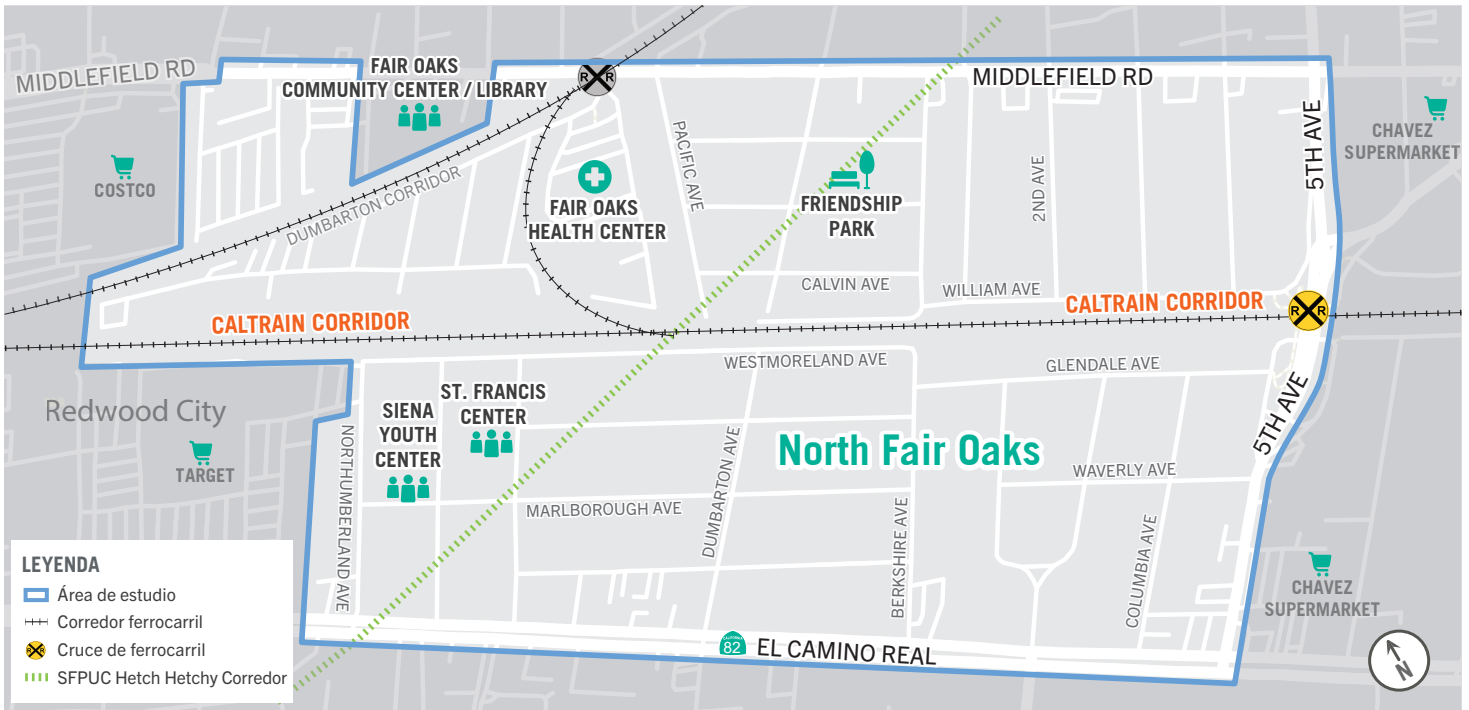 MIDDLEFIELD RD
FAIR OAKS
COMMUNITY CENTER / LIBRARY
R R
MIDDLEFIELD RD
5TH AVE
CHAVEZ
SUPERMARKET
COSTCO
DUMBARTON CORRIDOR
FAIR OAKS
HEALTH CENTER
PACIFIC AVE
FRIENDSHIP
PARK
2ND AVE
CALVIN AVE
WILLIAM AVE
CALTRAIN CORRIDOR
CALTRAIN CORRIDOR
R R
WESTMORELAND AVE
GLENDALE AVE
Redwood City
TARGET
SIENA
YOUTH
CENTER
ST. FRANCIS
CENTER
North Fair Oaks
5TH AVE
WAVERLY AVE
NORTHUMBERLAND AVE
MARLBOROUGH AVE
DUMBARTON AVE
BERKSHIRE AVE
COLUMBIA AVE
CHAVEZ
SUPERMARKET
CALIFORNIA
82
EL CAMINO REAL
LEYENDA
Área de estudio
Corredor ferrocarril
R R
Cruce de ferrocarril
SFPUC Hetch Hetchy Corredor
N